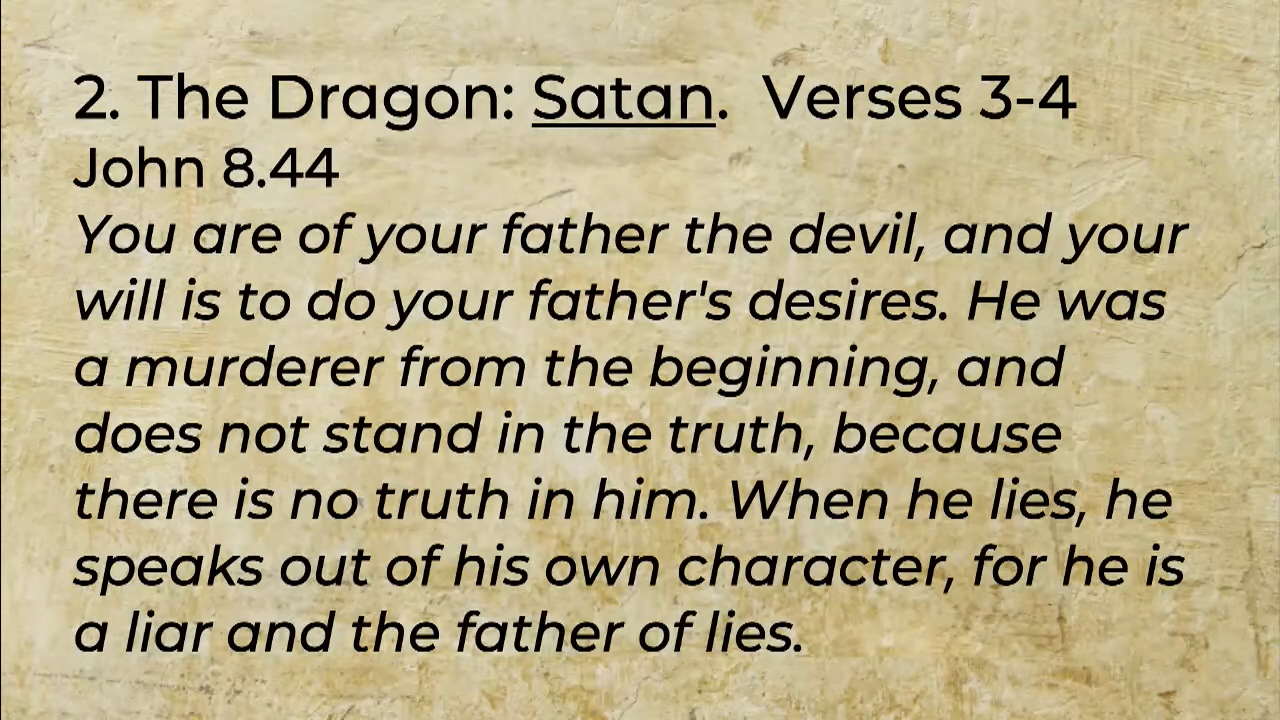 2. The Dragon: Satan.  Verses 3-4
John 8.44
You are of your father the devil, and your
will is to do your father's desires. He was
a murderer from the beginning, and
does not stand in the truth, because
there is no truth in him. When he lies, he
speaks out of his own character, for he is
a liar and the father of lies.